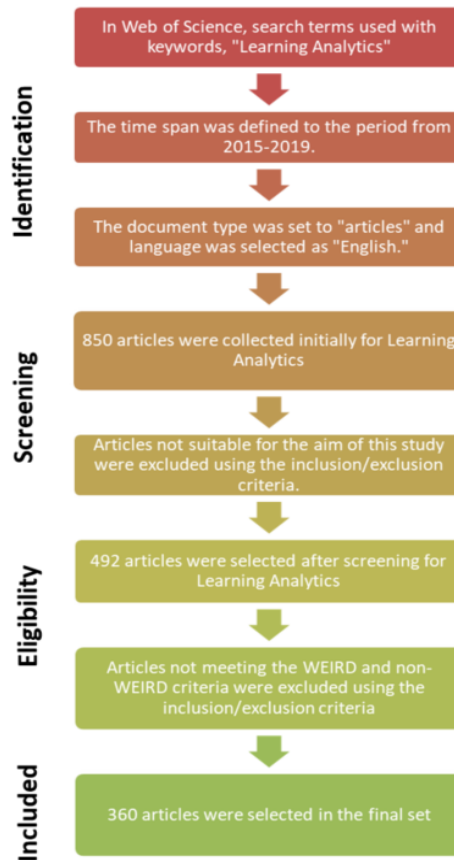 Identification
In Web of Science, search terms used with
keywords, "Learning Analytics"
The time span was defined to the period from
2015-2019.
The document type was set to "articles" and
language was selected as "English."
Screening
850 articles were collected initially for Learning
Analytics
Articles not suitable for the aim of this study
were excluded using the inclusion/exclusion
criteria.
Eligibility
492 articles were selected after screening for
Learning Analytics
Articles not meeting the WEIRD and non-
WEIRD criteria were excluded using the
inclusion/exclusion criteria
Included
360 articles were selected in the final set